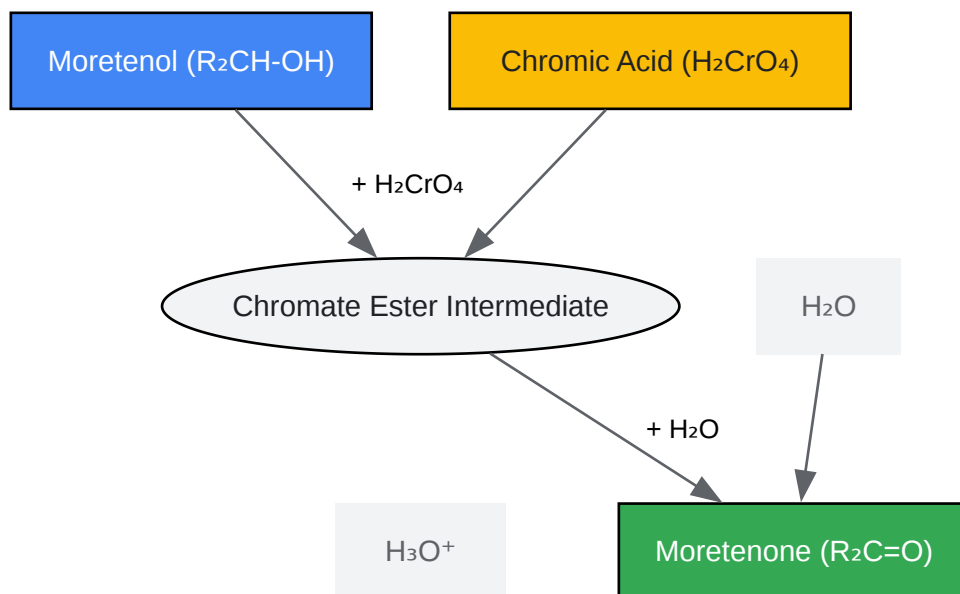 Moretenol (R₂CH-OH)
Chromic Acid (H₂CrO₄)
+ H₂CrO₄
Chromate Ester Intermediate
H₂O
+ H₂O
H₃O⁺
Moretenone (R₂C=O)